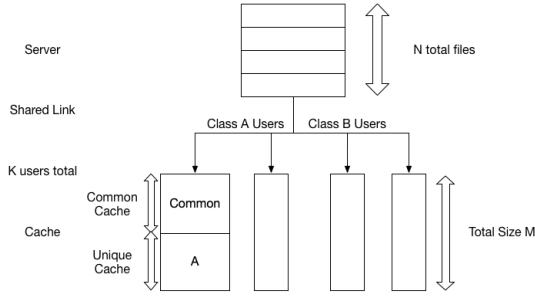 Server
N total files
Shared Link
Class A Users
Class B Users
K users total
Common
Cache
Common
Cache
Total Size M
Unique
Cache
A